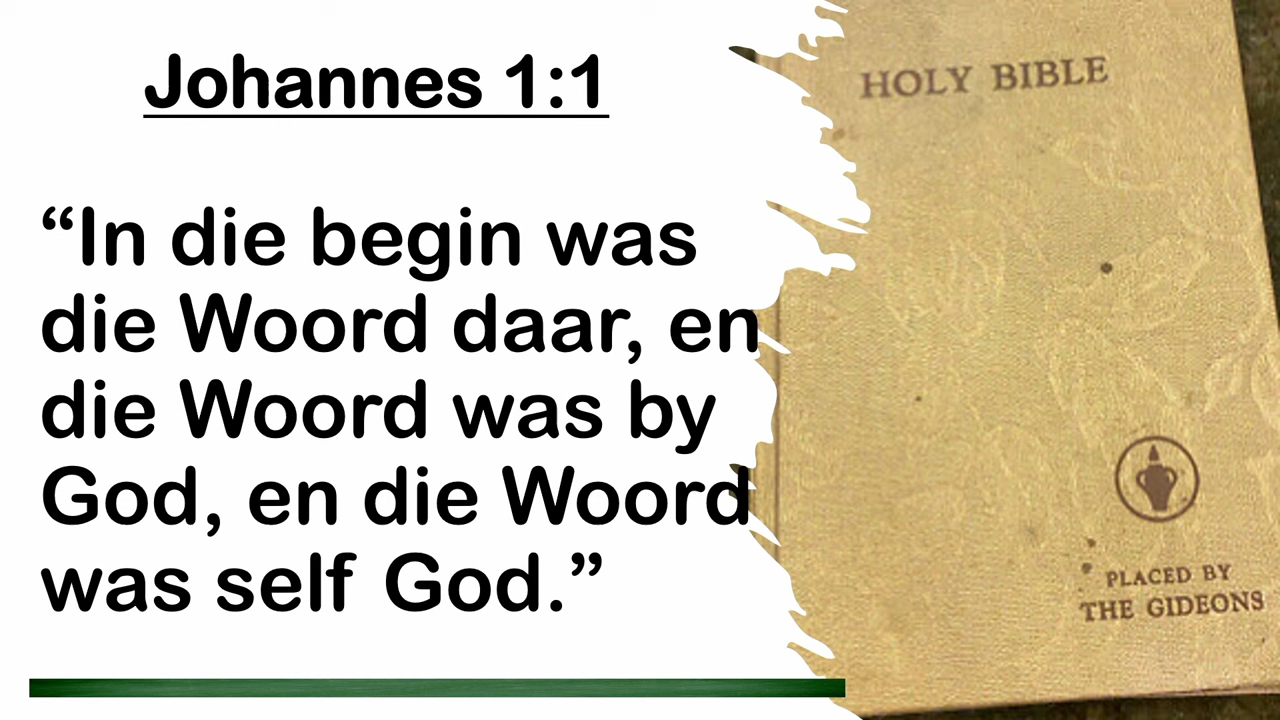 Johannes 1:1
“In die begin was
die Woord daar, en
die Woord was by
God, en die Woord
was self God.”
HOLY BIBLE
PLACED BY
THE GIDEONS